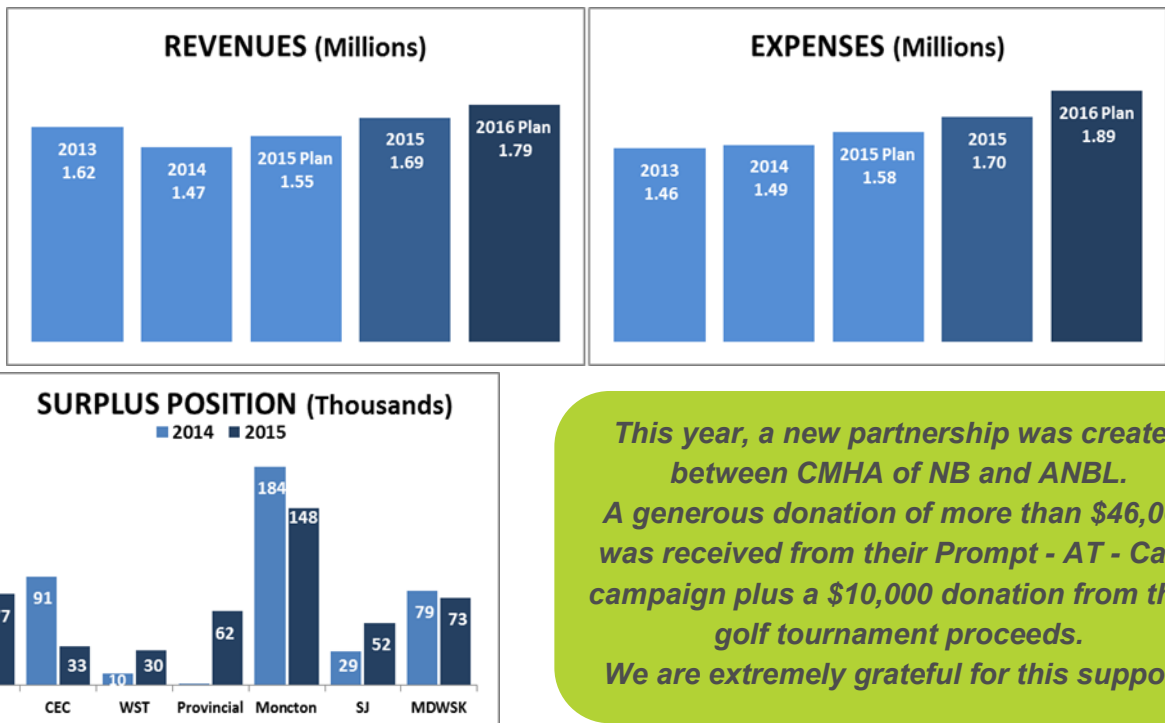 REVENUES (Millions)
2013
1.62
2014
1.47
2015 Plan
1.55
2015
1.69
2016 Plan
1.79
EXPENSES (Millions)
2013
1.46
2014
1.49
2015 Plan
1.58
2015
1.70
2016 Plan
1.89
SURPLUS POSITION (Thousands)
2014 2015
91
33
10
30
62
184
148
29
52
79
73
CEC WST Provincial Moncton SJ MDWSK
This year, a new partnership was create
between CMHA of NB and ANBL.
A generous donation of more than $46,0
was received from their Prompt - AT - Ca
campaign plus a $10,000 donation from th
golf tournament proceeds.
We are extremely grateful for this suppo